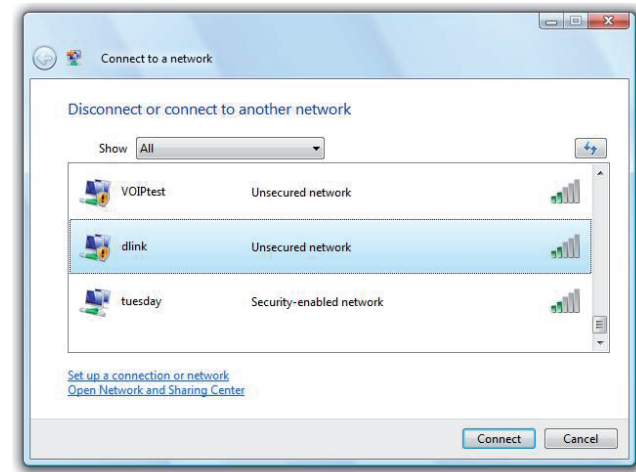 Connect to a network
Disconnect or connect to another network
Show All
VOIPtest Unsecured network
dlink Unsecured network
tuesday Security-enabled network
Set up a connection or network
Open Network and Sharing Center
Connect Cancel